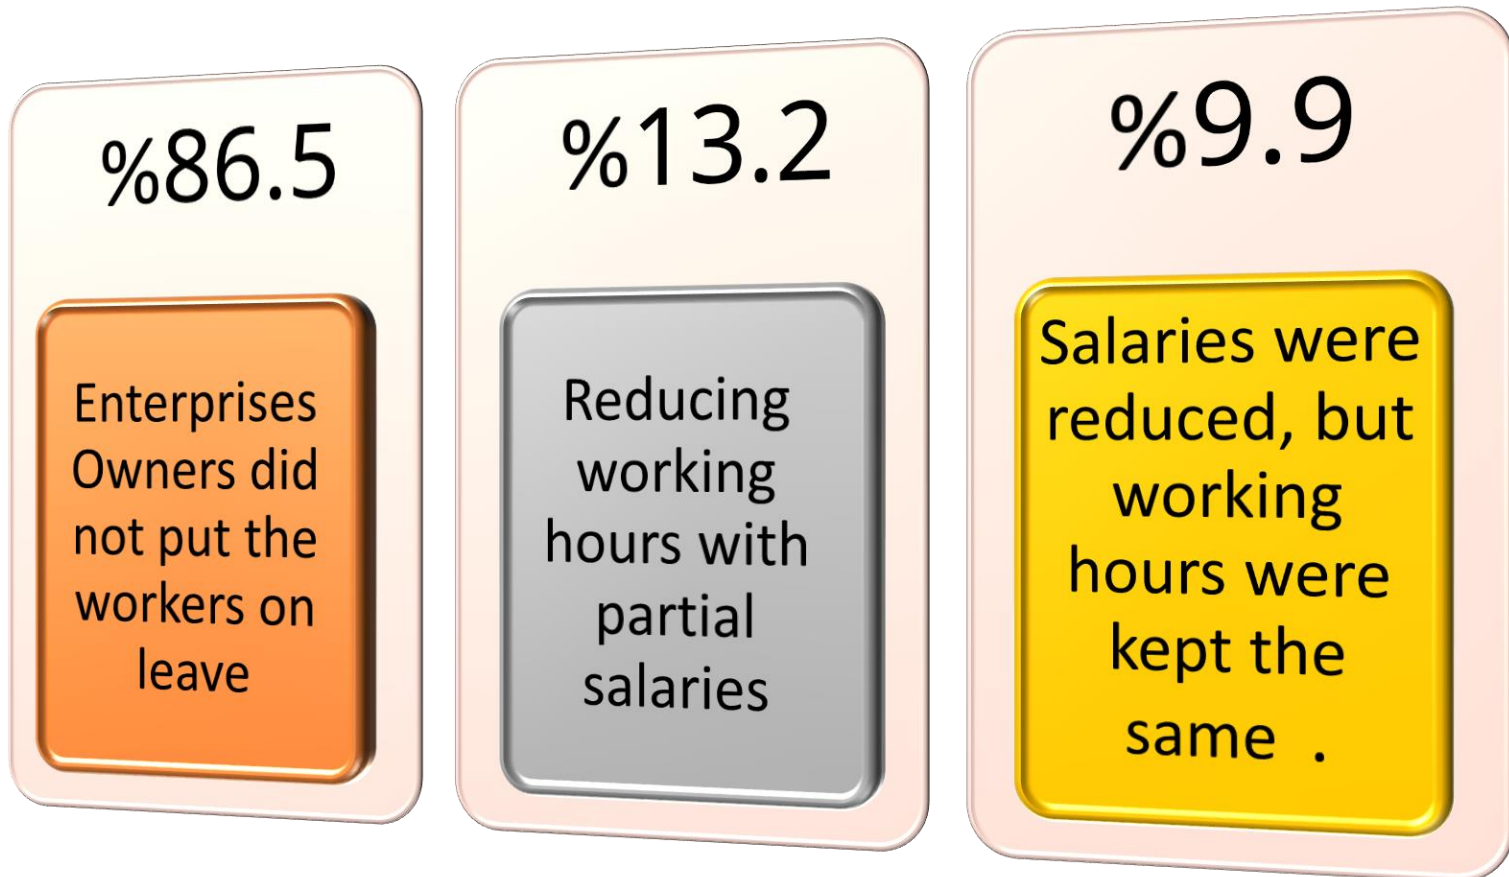 %86.5
Enterprises
Owners did
not put the
workers on
leave
%13.2
Reducing
working
hours with
partial
salaries
%9.9
Salaries were
reduced, but
working
hours were
kept the
same .